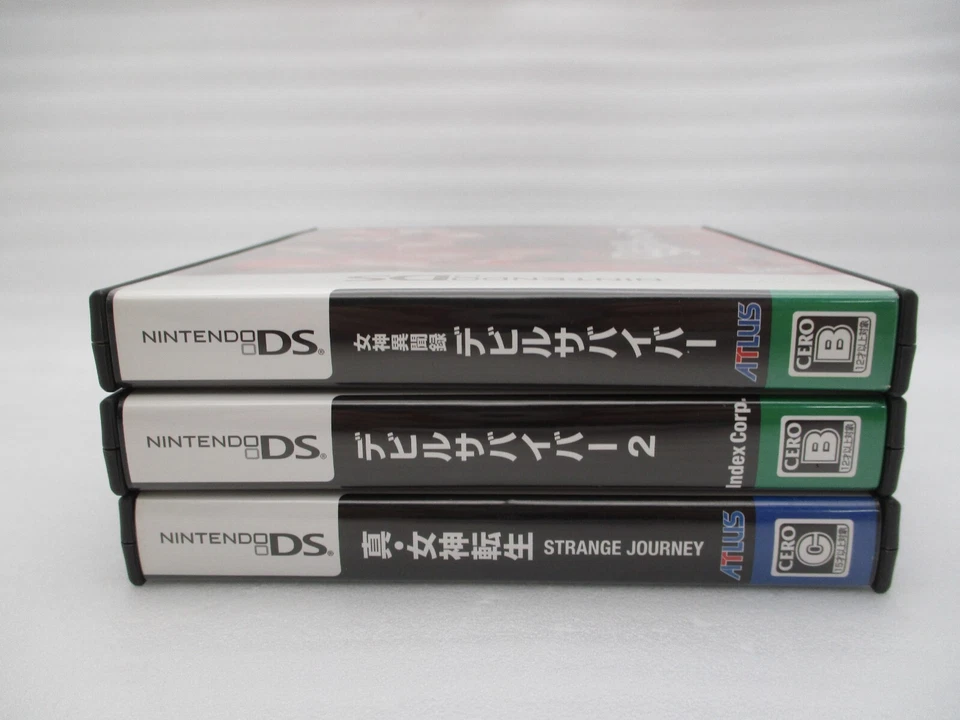 NINTENDO DS
NINTENDO DS® 女神異聞録 デビルサバイバー ATLUS CERO B 12才以上対象
NINTENDO DS® デビルサバイバー2 Index Corp. CERO B 12才以上対象
NINTENDO DS® 真・女神転生 STRANGE JOURNEY ATLUS CERO C 15才以上対象